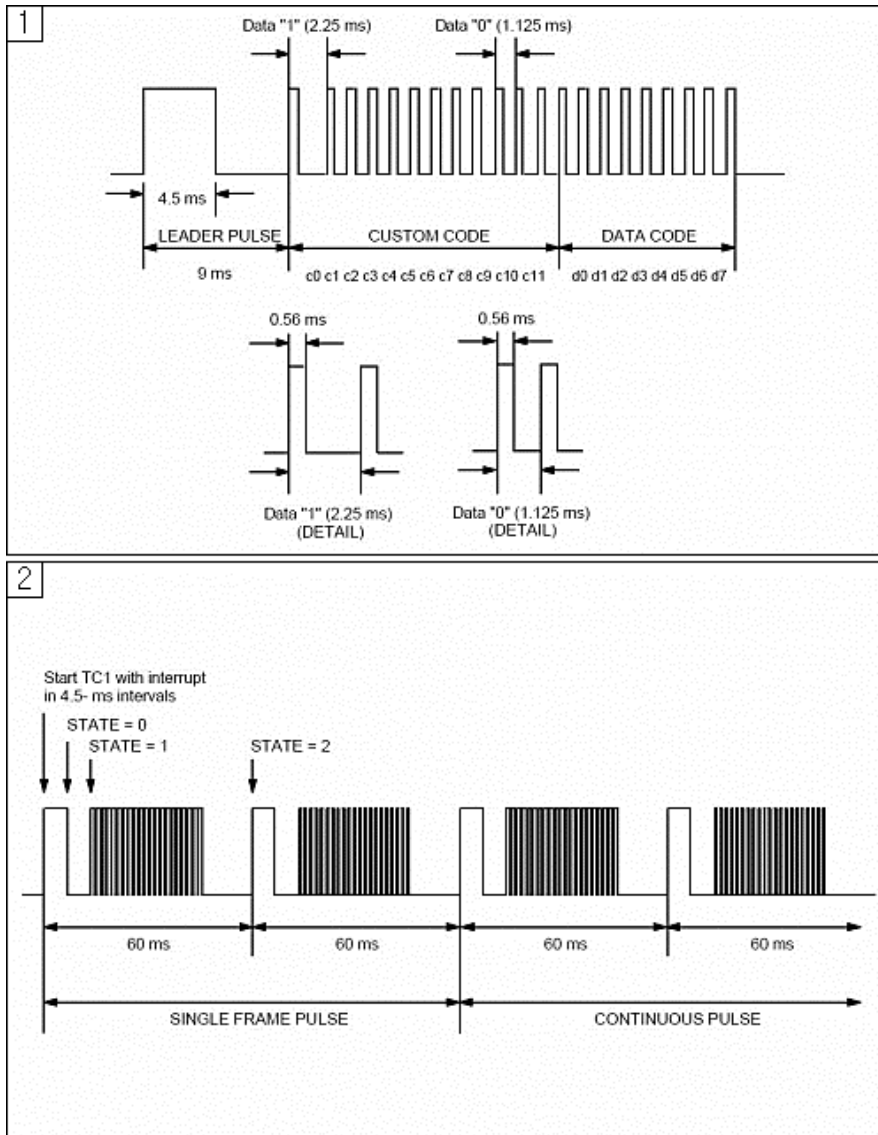 1
Data "1" (2.25 ms)
Data "0" (1.125 ms)
4.5 ms
LEADER PULSE
CUSTOM CODE
DATA CODE
9 ms
c0 c1 c2 c3 c4 c5 c6 c7 c8 c9 c10 c11
d0 d1 d2 d3 d4 d5 d6 d7
0.56 ms
0.56 ms
Data "1" (2.25 ms)
(DETAIL)
Data "0" (1.125 ms)
(DETAIL)
2
Start TC1 with interrupt
in 4.5- ms intervals
STATE = 0
STATE = 1
STATE = 2
60 ms
60 ms
60 ms
60 ms
SINGLE FRAME PULSE
CONTINUOUS PULSE